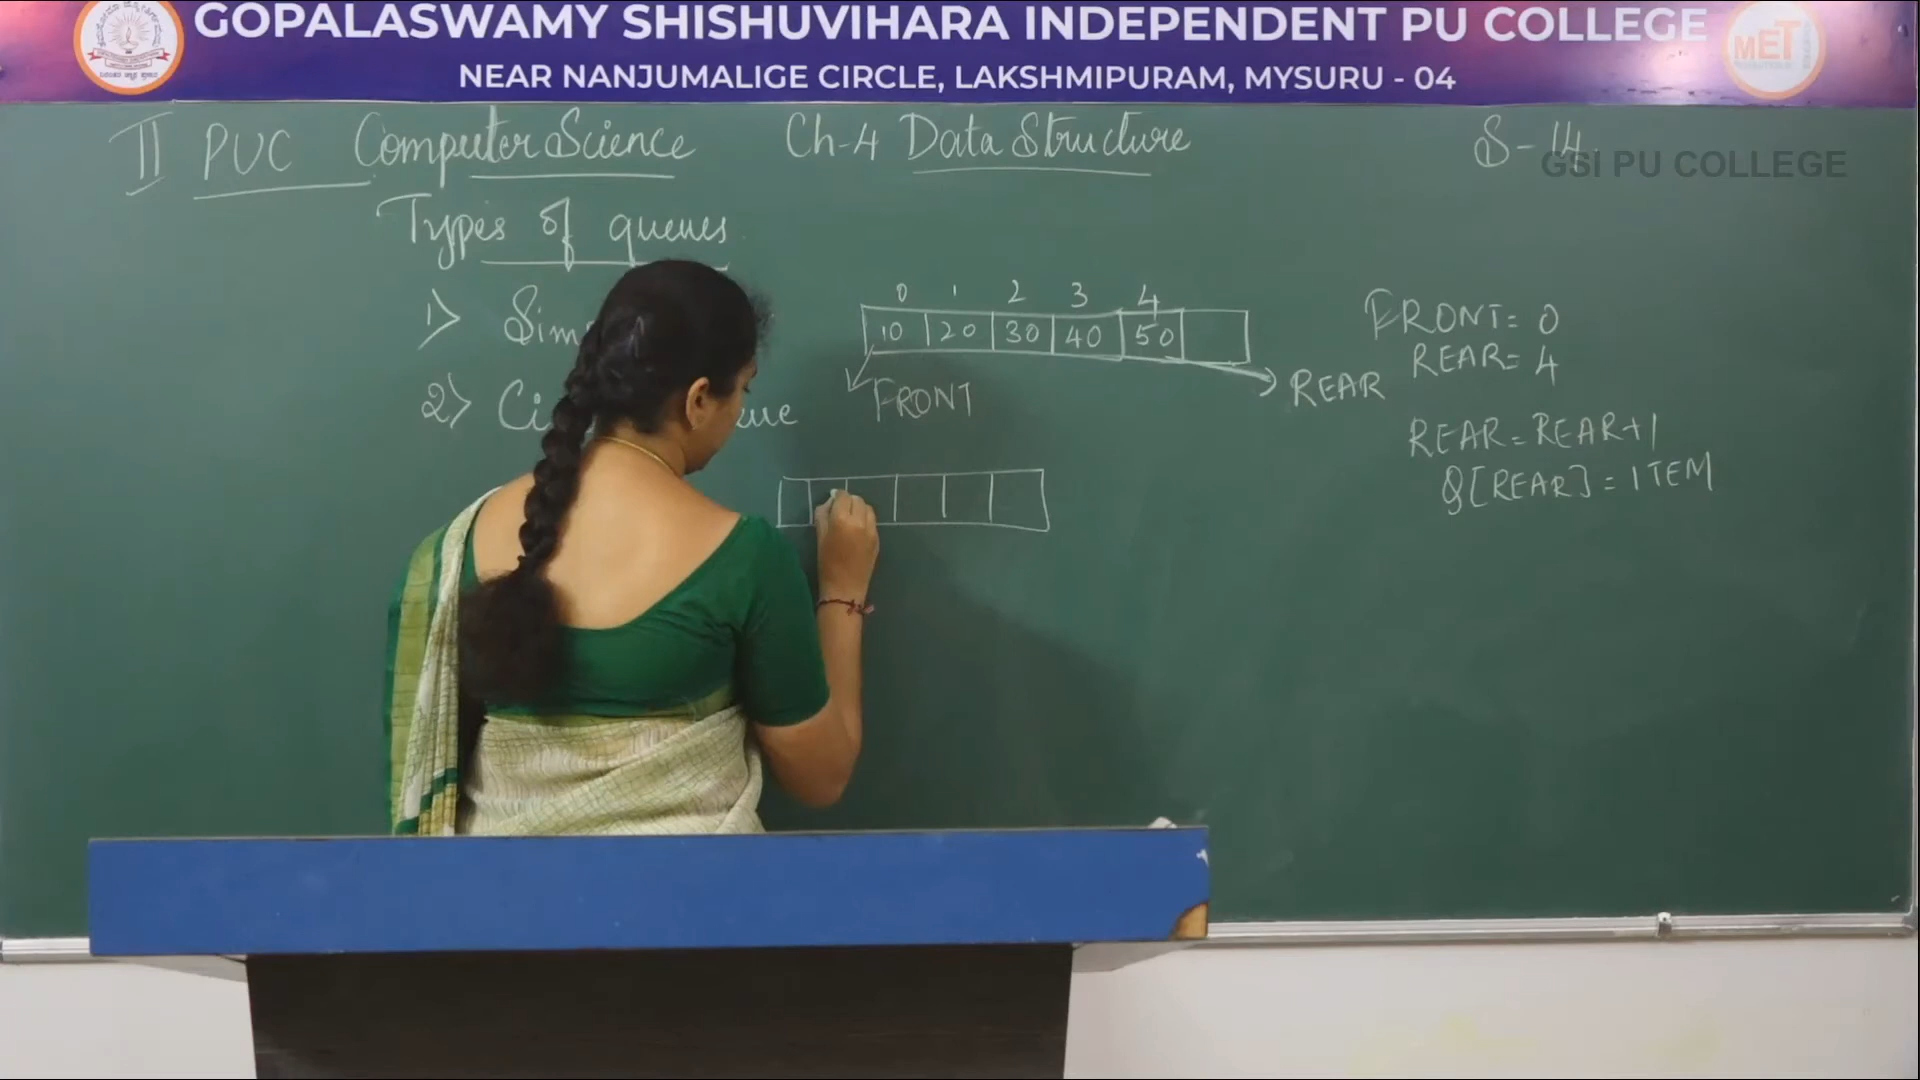 GOPALASWAMY SHISHUVIHARA INDEPENDENT PU COLLEGE
NEAR NANJUMALIGE CIRCLE, LAKSHMIPURAM, MYSURU - 04
MET
II PUC Computer Science Ch-4 Data Structure S-14
GSI PU COLLEGE
Types of queues
1)
0 1 2 3 4
10 20 30 40 50
FRONT
REAR
2)
FRONT = 0
REAR = 4
REAR = REAR+1
Q[REAR] = ITEM